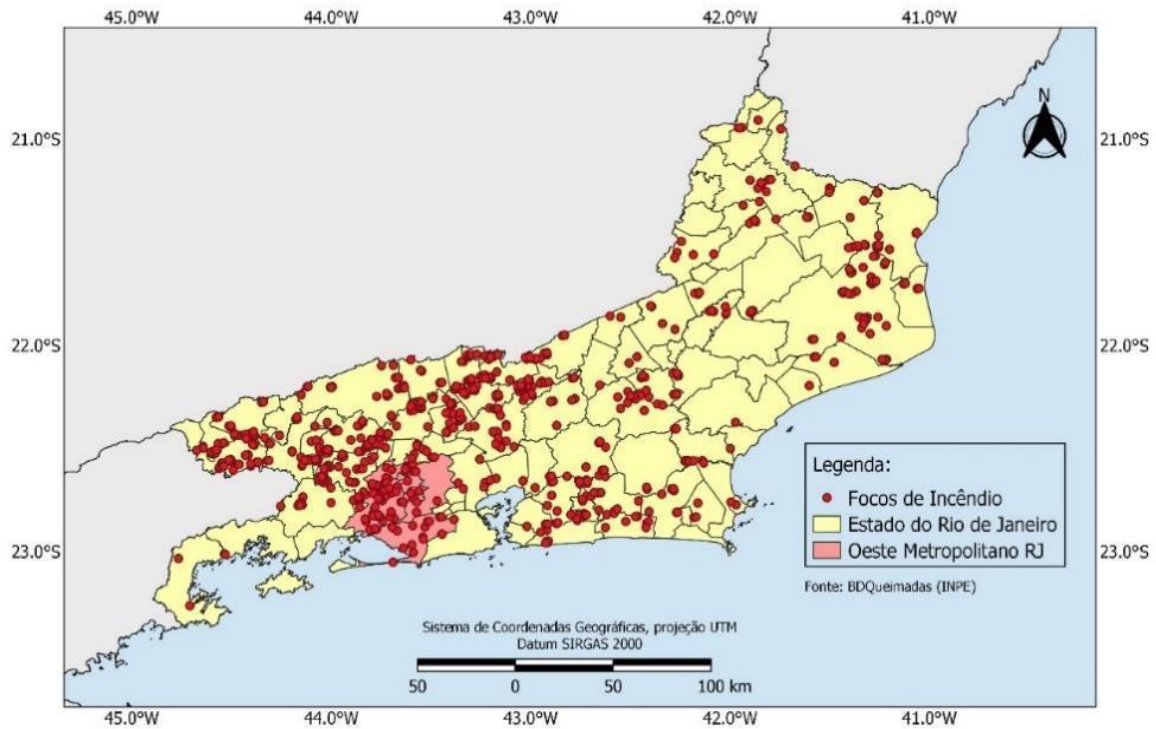 45.0°W 44.0°W 43.0°W 42.0°W 41.0°W
N
21.0°S 21.0°S
22.0°S 22.0°S
Legenda:
Focos de Incêndio
Estado do Rio de Janeiro
23.0°S Oeste Metropolitano RJ 23.0°S
Fonte: BDQueimadas (INPE)
Sistema de Coordenadas Geográficas, projeção UTM
Datum SIRGAS 2000
50 0 50 100 km
45.0°W 44.0°W 43.0°W 42.0°W 41.0°W